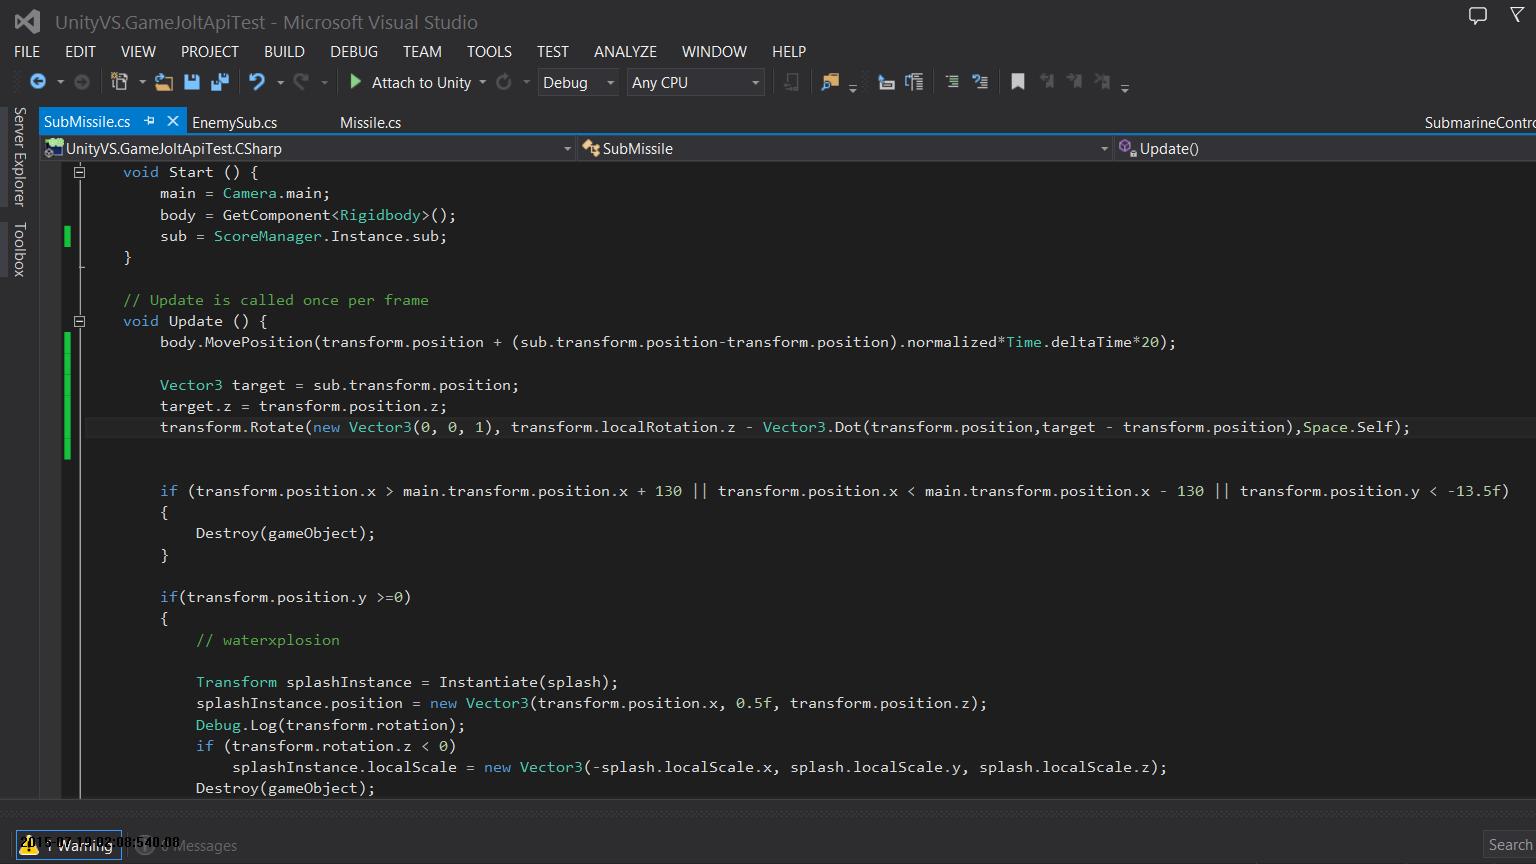 UnityVS.GameJoltApiTest - Microsoft Visual Studio
FILE EDIT VIEW PROJECT BUILD DEBUG TEAM TOOLS TEST ANALYZE WINDOW HELP
Attach to Unity Debug Any CPU
Server Explorer
Toolbox
SubMissile.cs EnemySub.cs Missile.cs SubmarineContro
UnityVS.GameJoltApiTest.CSharp SubMissile Update()
void Start () {
main = Camera.main;
body = GetComponent<Rigidbody>();
sub = ScoreManager.Instance.sub;
}
// Update is called once per frame
void Update () {
body.MovePosition(transform.position + (sub.transform.position-transform.position).normalized*Time.deltaTime*20);
Vector3 target = sub.transform.position;
target.z = transform.position.z;
transform.Rotate(new Vector3(0, 0, 1), transform.localRotation.z - Vector3.Dot(transform.position,target - transform.position),Space.Self);
if (transform.position.x > main.transform.position.x + 130 || transform.position.x < main.transform.position.x - 130 || transform.position.y < -13.5f)
{
Destroy(gameObject);
}
if(transform.position.y >=0)
{
// waterxplosion
Transform splashInstance = Instantiate(splash);
splashInstance.position = new Vector3(transform.position.x, 0.5f, transform.position.z);
Debug.Log(transform.rotation);
if (transform.rotation.z < 0)
splashInstance.localScale = new Vector3(-splash.localScale.x, splash.localScale.y, splash.localScale.z);
Destroy(gameObject);
1 Warning 0 Messages
Search